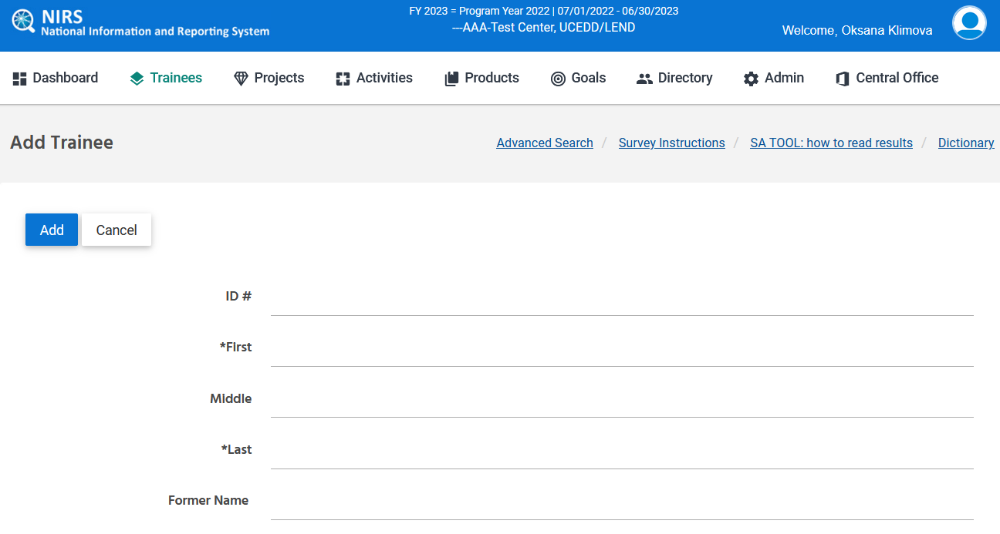 NIRS
National Information and Reporting System
FY 2023 = Program Year 2022 | 07/01/2022 - 06/30/2023
---AAA-Test Center, UCEDD/LEND
Welcome, Oksana Klimova
Dashboard Trainees Projects Activities Products Goals Directory Admin Central Office
Add Trainee
Advanced Search / Survey Instructions / SA TOOL: how to read results / Dictionary
Add Cancel
ID #
*First
Middle
*Last
Former Name